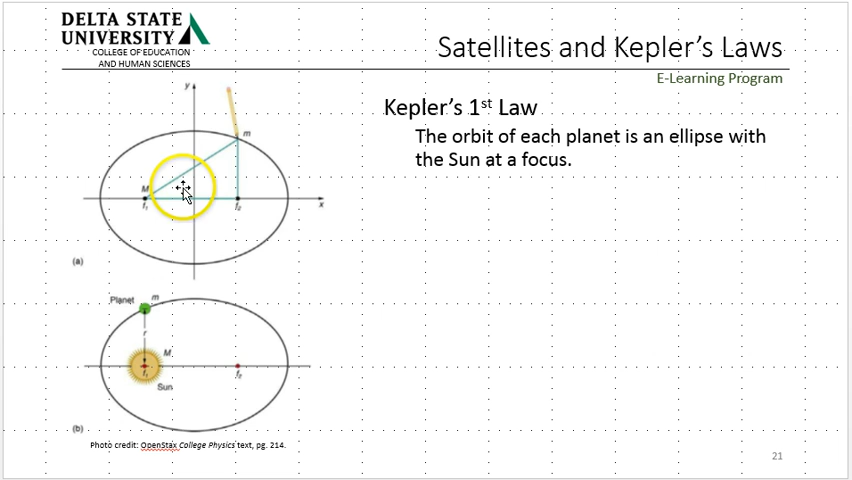 DELTA STATE
UNIVERSITY
COLLEGE OF EDUCATION
AND HUMAN SCIENCES
Satellites and Kepler's Laws
E-Learning Program
Kepler's 1st Law
The orbit of each planet is an ellipse with
the Sun at a focus.
y
m
M
f₁
f₂
x
(a)
Planet
m
r
M
f₁
f₂
Sun
(b)
Photo credit: OpenStax College Physics text, pg. 214.
21